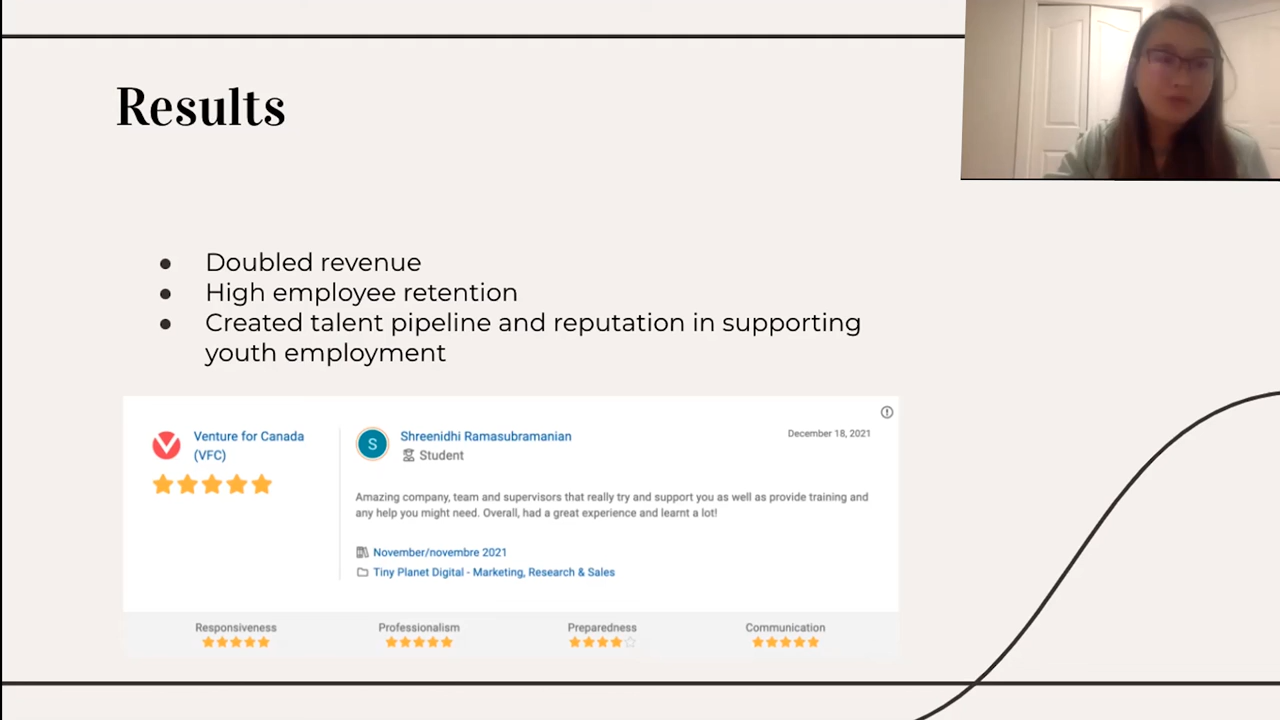 Results
Doubled revenue
High employee retention
Created talent pipeline and reputation in supporting
youth employment
Venture for Canada
(VFC)
S
Shreenidhi Ramasubramanian
Student
December 18, 2021
Amazing company, team and supervisors that really try and support you as well as provide training and
any help you might need. Overall, had a great experience and learnt a lot!
November/novembre 2021
Tiny Planet Digital - Marketing, Research & Sales
Responsiveness
Professionalism
Preparedness
Communication